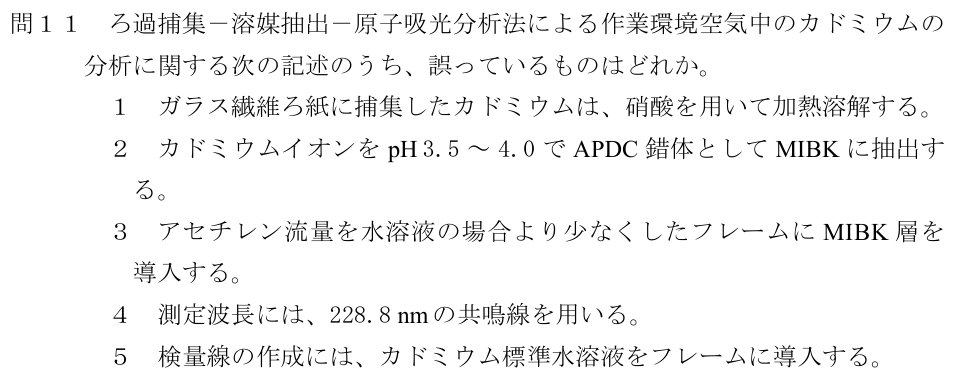 問１１　ろ過捕集－溶媒抽出－原子吸光分析法による作業環境空気中のカドミウムの
分析に関する次の記述のうち、誤っているものはどれか。
１　ガラス繊維ろ紙に捕集したカドミウムは、硝酸を用いて加熱溶解する。
２　カドミウムイオンを pH 3.5 ～ 4.0 で APDC 錯体として MIBK に抽出す
る。
３　アセチレン流量を水溶液の場合より少なくしたフレームに MIBK 層を
導入する。
４　測定波長には、228.8 nm の共鳴線を用いる。
５　検量線の作成には、カドミウム標準水溶液をフレームに導入する。